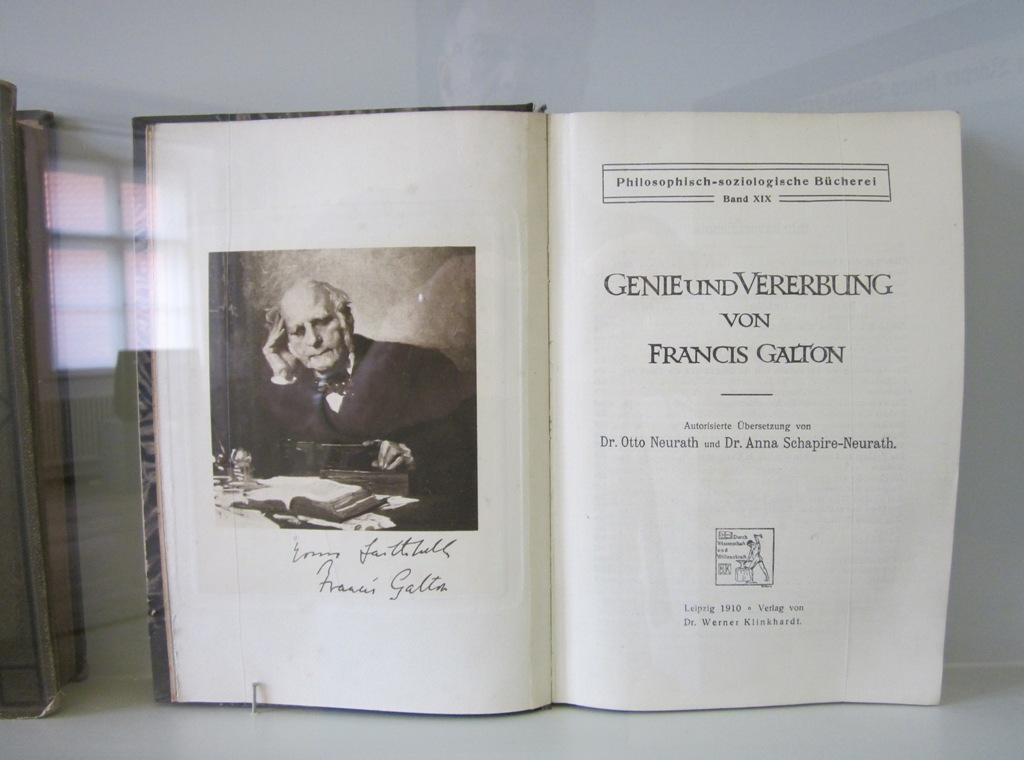 Yours faithfully
Francis Galton
Philosophisch-soziologische Bücherei
Band XIX
GENIE UND VERERBUNG
VON
FRANCIS GALTON
Autorisierte Übersetzung von
Dr. Otto Neurath und Dr. Anna Schapire-Neurath.
Durch
Wissenschaft
und
Willenskraft
Leipzig 1910 ∘ Verlag von
Dr. Werner Klinkhardt.